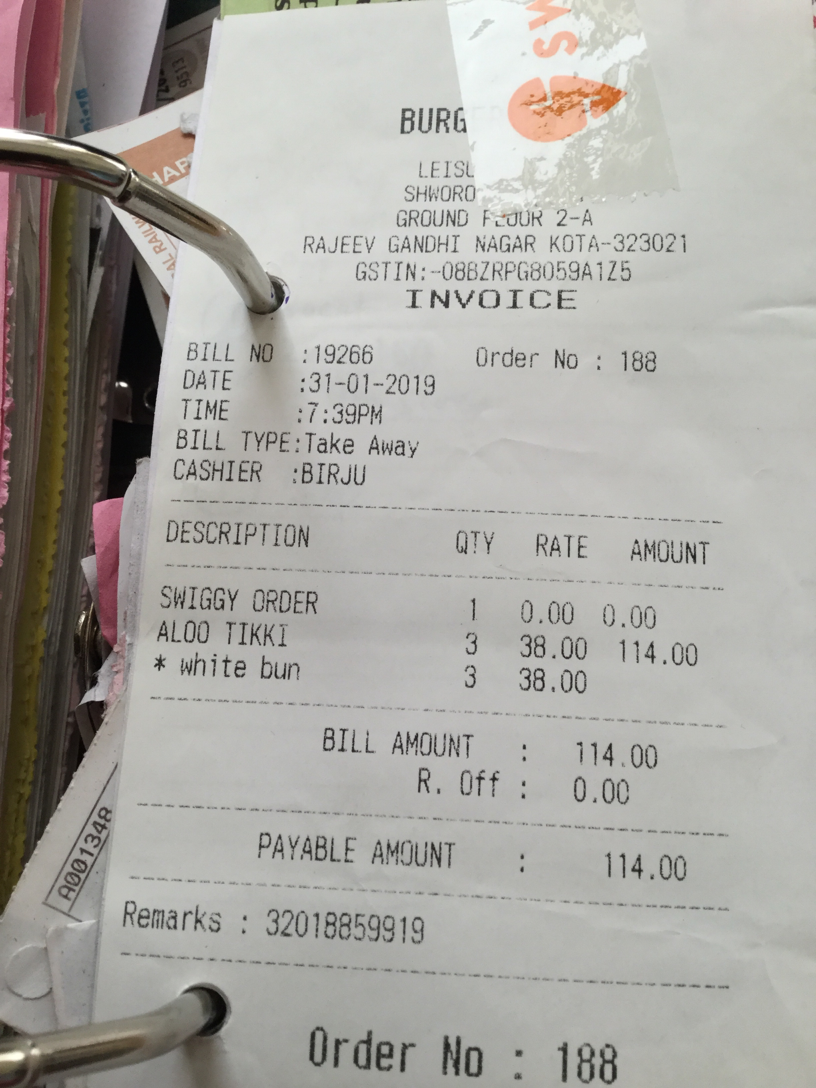 SW
BURG
LEISU
SHWORO
GROUND FLOOR 2-A
RAJEEV GANDHI NAGAR KOTA-323021
GSTIN:-08BZRPG8059A1Z5
INVOICE
BILL NO :19266 Order No : 188
DATE :31-01-2019
TIME :7:39PM
BILL TYPE:Take Away
CASHIER :BIRJU
DESCRIPTION QTY RATE AMOUNT
SWIGGY ORDER 1 0.00 0.00
ALOO TIKKI 3 38.00 114.00
* white bun 3 38.00
BILL AMOUNT : 114.00
R. Off : 0.00
PAYABLE AMOUNT : 114.00
Remarks : 32018859919
Order No : 188
A001348